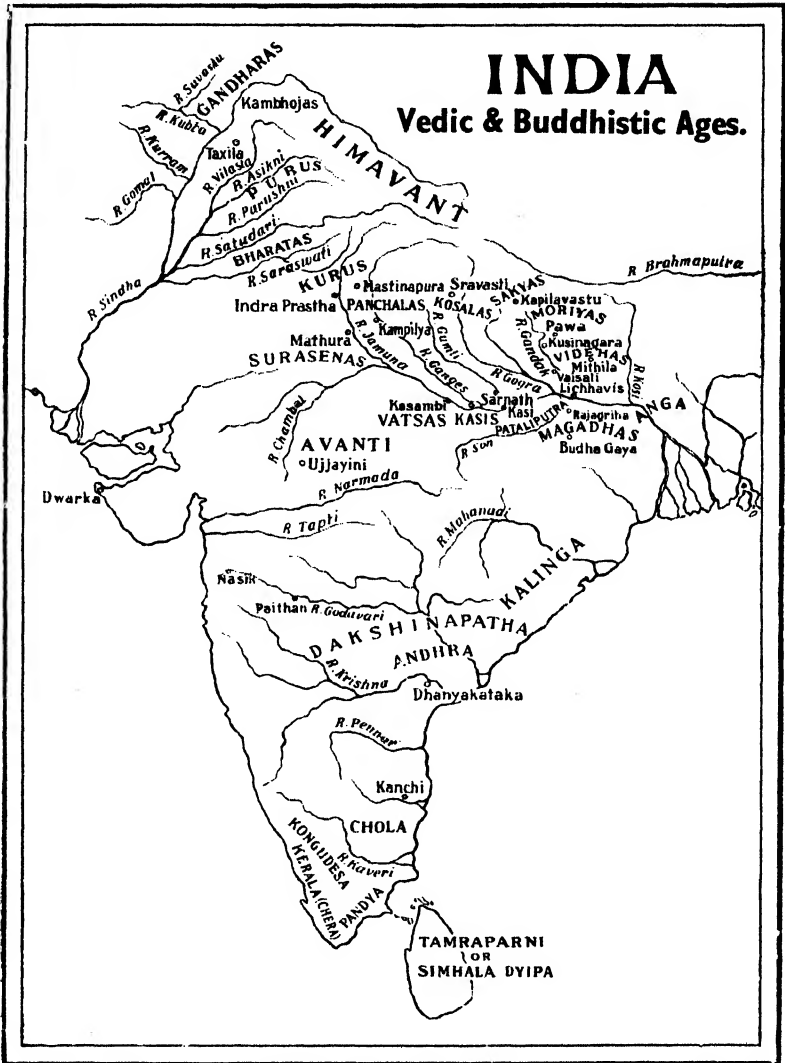 INDIA
Vedic & Buddhistic Ages.
R. Suvastu
GANDHARAS
Kambhojas
R. Kubha
R. Kurram
Taxila
HIMAVANT
R. Vitasta
R. Asikni
PURUS
R. Gomal
R. Parushni
R. Satudari
BHARATAS
R. Saraswati
R Brahmaputra
R Sindha
KURUS
Hastinapura
Sravasti
SAKYAS
Kapilavastu
Indra Prastha
PANCHALAS
KOSALAS
MORIYAS
Pawa
Kampilya
R. Gumti
R. Gandak
Kusinagara
Mathura
R. Jamuna
VIDEHAS
Mithila
SURASENAS
R. Ganges
R Gogra
Vaisali
R Kosi
Lichhavis
Sarnath
ANGA
Kasambi
Kasi
Rajagriha
VATSAS
KASIS
PATALIPUTRA
MAGADHAS
R. Chambal
AVANTI
R Son
Budha Gaya
Ujjayini
Dwarka
R. Narmada
R Tapti
R. Mahanadi
KALINGA
Nasik
Paithan
R. Godavari
DAKSHINAPATHA
ANDHRA
R. Krishna
Dhanyakataka
R. Pennar
Kanchi
CHOLA
KONGUDESA
R. Kaveri
KERALA (CHERA)
PANDYA
TAMRAPARNI
OR
SIMHALA DYIPA